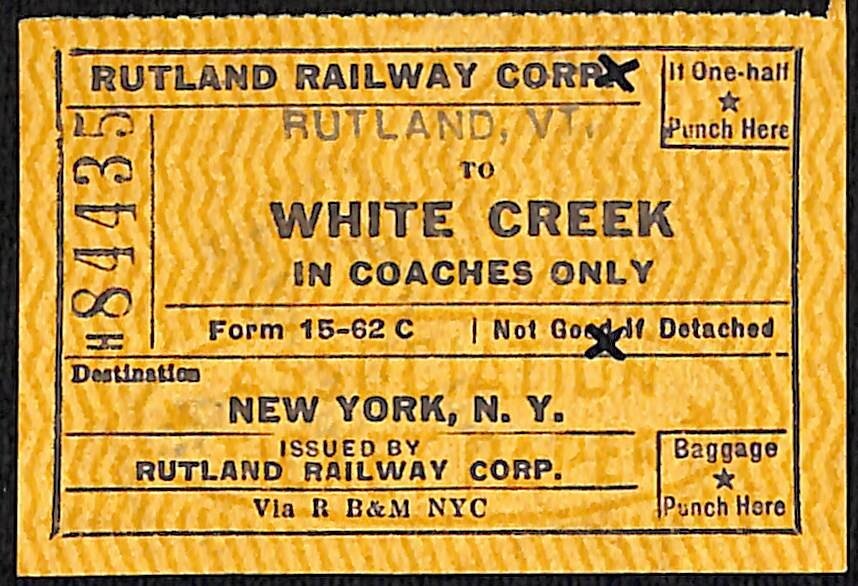 RUTLAND RAILWAY CORP.
If One-half
★
Punch Here
RUTLAND, VT.
TO
WHITE CREEK
IN COACHES ONLY
H84435
Form 15-62 C | Not Good If Detached
Destination
NEW YORK, N. Y.
ISSUED BY
RUTLAND RAILWAY CORP.
Via R B&M NYC
Baggage
★
Punch Here